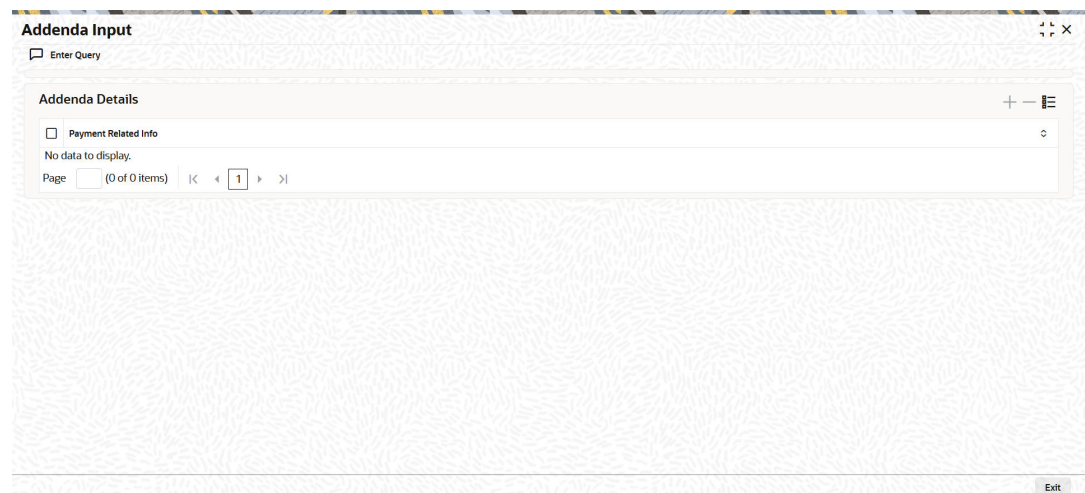 Addenda Input
Enter Query
Addenda Details
Payment Related Info
No data to display.
Page (0 of 0 items) 1
Exit